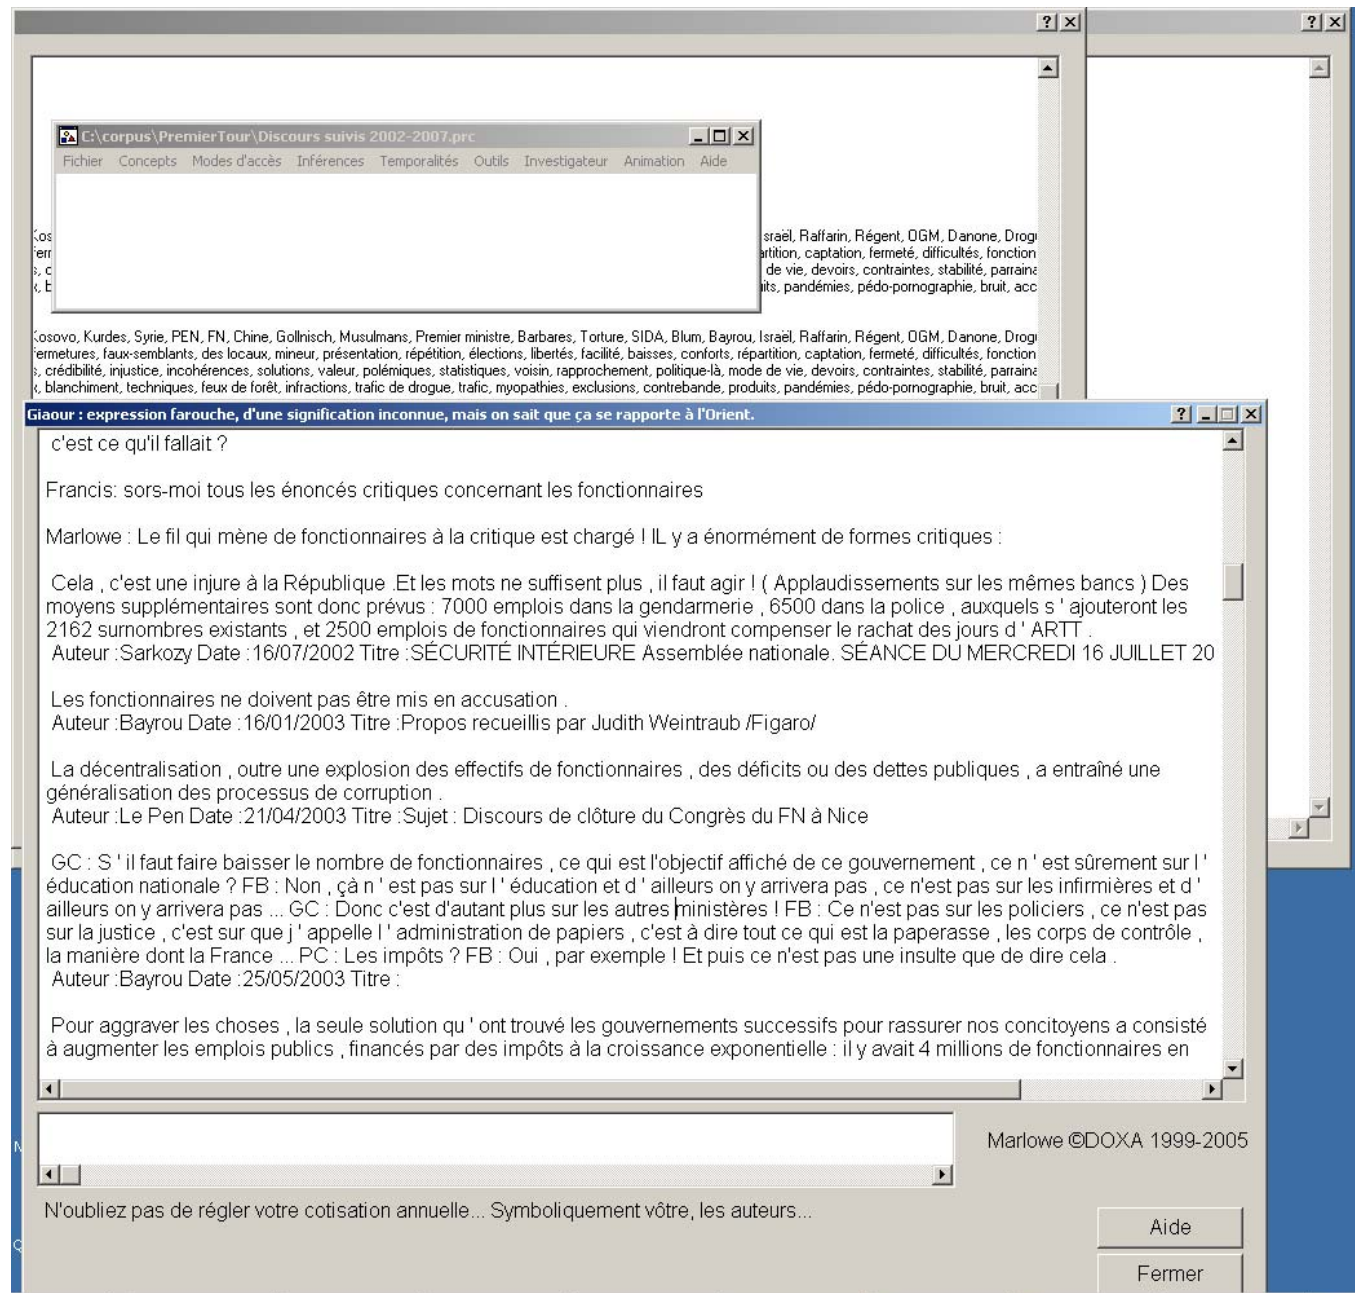 C:\corpus\PremierTour\Discours suivis 2002-2007.prc
Fichier Concepts Modes d'accès Inférences Temporalités Outils Investigateur Animation Aide
sraël, Raffarin, Régent, OGM, Danone, Drog
artition, captation, fermeté, difficultés, fonction
de vie, devoirs, contraintes, stabilité, parraina
its, pandémies, pédo-pornographie, bruit, acc
Kosovo, Kurdes, Syrie, PEN, FN, Chine, Gollnisch, Musulmans, Premier ministre, Barbares, Torture, SIDA, Blum, Bayrou, Israël, Raffarin, Régent, OGM, Danone, Drog
fermetures, faux-semblants, des locaux, mineur, présentation, répétition, élections, libertés, facilité, baisses, conforts, répartition, captation, fermeté, difficultés, fonction
s, crédibilité, injustice, incohérences, solutions, valeur, polémiques, statistiques, voisin, rapprochement, politique-là, mode de vie, devoirs, contraintes, stabilité, parraina
, blanchiment, techniques, feux de forêt, infractions, trafic de drogue, trafic, myopathies, exclusions, contrebande, produits, pandémies, pédo-pornographie, bruit, acc
Giaour : expression farouche, d'une signification inconnue, mais on sait que ça se rapporte à l'Orient.
c'est ce qu'il fallait ?
Francis: sors-moi tous les énoncés critiques concernant les fonctionnaires
Marlowe : Le fil qui mène de fonctionnaires à la critique est chargé ! IL y a énormément de formes critiques :
Cela , c'est une injure à la République .Et les mots ne suffisent plus , il faut agir ! ( Applaudissements sur les mêmes bancs ) Des
moyens supplémentaires sont donc prévus : 7000 emplois dans la gendarmerie , 6500 dans la police , auxquels s ' ajouteront les
2162 surnombres existants , et 2500 emplois de fonctionnaires qui viendront compenser le rachat des jours d ' ARTT .
Auteur :Sarkozy Date :16/07/2002 Titre :SÉCURITÉ INTÉRIEURE Assemblée nationale. SÉANCE DU MERCREDI 16 JUILLET 20
Les fonctionnaires ne doivent pas être mis en accusation .
Auteur :Bayrou Date :16/01/2003 Titre :Propos recueillis par Judith Weintraub /Figaro/
La décentralisation , outre une explosion des effectifs de fonctionnaires , des déficits ou des dettes publiques , a entraîné une
généralisation des processus de corruption .
Auteur :Le Pen Date :21/04/2003 Titre :Sujet : Discours de clôture du Congrès du FN à Nice
GC : S ' il faut faire baisser le nombre de fonctionnaires , ce qui est l'objectif affiché de ce gouvernement , ce n ' est sûrement sur l '
éducation nationale ? FB : Non , çà n ' est pas sur l ' éducation et d ' ailleurs on y arrivera pas , ce n'est pas sur les infirmières et d '
ailleurs on y arrivera pas ... GC : Donc c'est d'autant plus sur les autres ministères ! FB : Ce n'est pas sur les policiers , ce n'est pas
sur la justice , c'est sur que j ' appelle l ' administration de papiers , c'est à dire tout ce qui est la paperasse , les corps de contrôle ,
la manière dont la France ... PC : Les impôts ? FB : Oui , par exemple ! Et puis ce n'est pas une insulte que de dire cela .
Auteur :Bayrou Date :25/05/2003 Titre :
Pour aggraver les choses , la seule solution qu ' ont trouvé les gouvernements successifs pour rassurer nos concitoyens a consisté
à augmenter les emplois publics , financés par des impôts à la croissance exponentielle : il y avait 4 millions de fonctionnaires en
Marlowe ©DOXA 1999-2005
N'oubliez pas de régler votre cotisation annuelle... Symboliquement vôtre, les auteurs...
Aide
Fermer